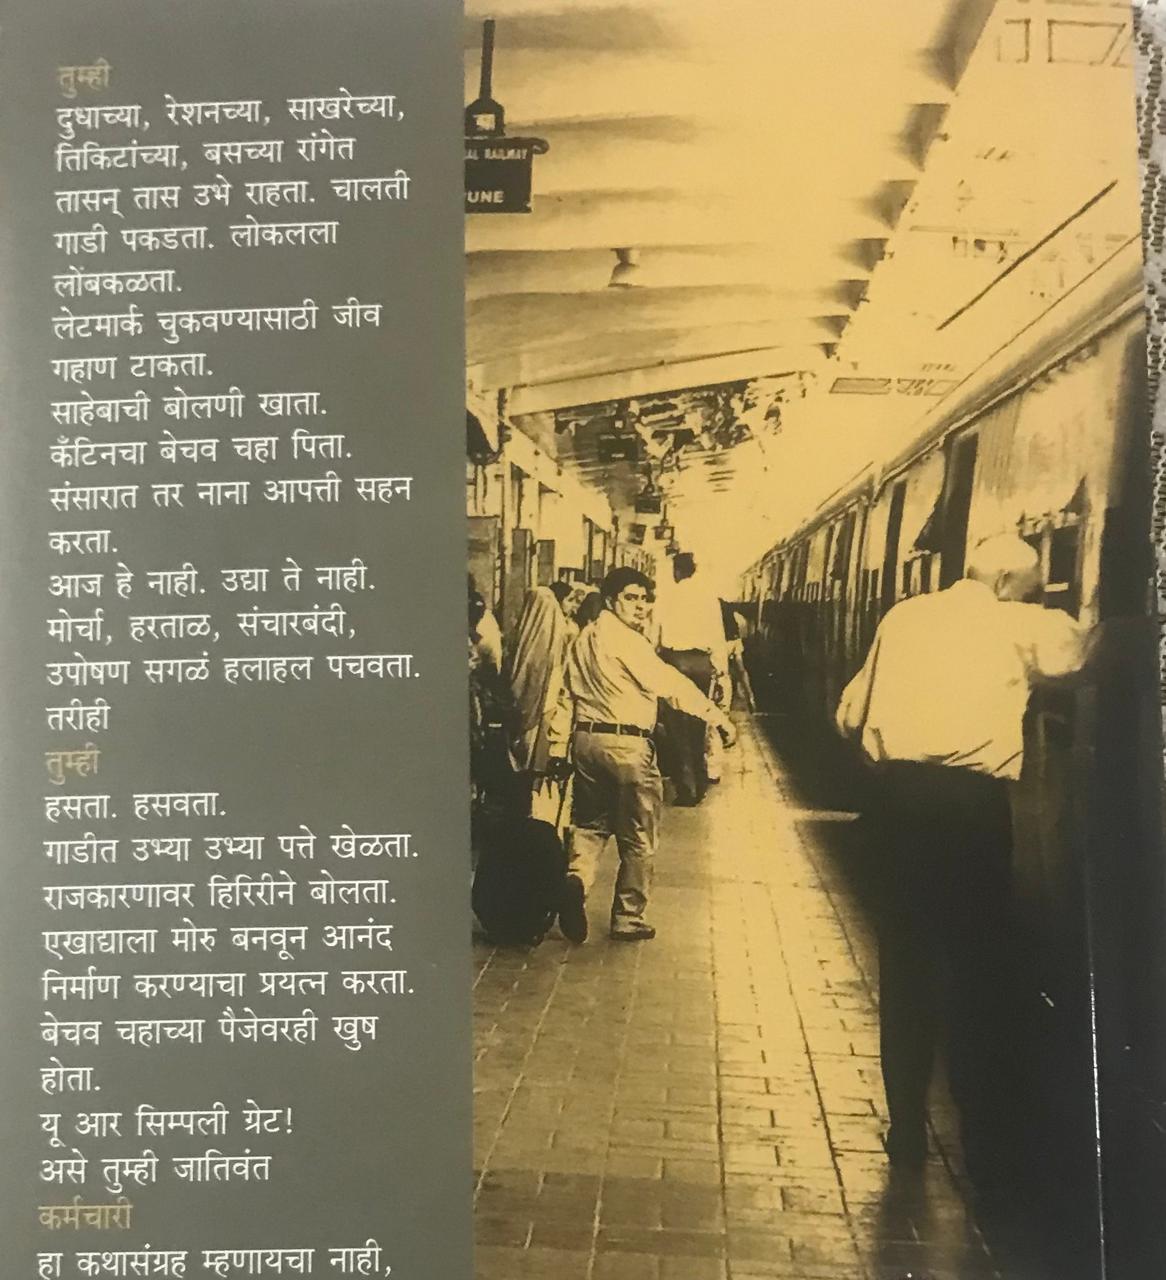 तुम्ही
दुधाच्या, रेशनच्या, साखरेच्या,
तिकिटांच्या, बसच्या रांगेत
तासन् तास उभे राहता. चालती
गाडी पकडता. लोकलला
लोंबकळता.
लेटमार्क चुकवण्यासाठी जीव
गहाण टाकता.
साहेबाची बोलणी खाता.
कँटिनचा बेचव चहा पिता.
संसारात तर नाना आपत्ती सहन
करता.
आज हे नाही. उद्या ते नाही.
मोर्चा, हरताळ, संचारबंदी,
उपोषण सगळं हलाहल पचवता.
तरीही
तुम्ही
हसता. हसवता.
गाडीत उभ्या उभ्या पत्ते खेळता.
राजकारणावर हिरिरीने बोलता.
एखाद्याला मोरु बनवून आनंद
निर्माण करण्याचा प्रयत्न करता.
बेचव चहाच्या पैजेवरही खुष
होता.
यू आर सिम्पली ग्रेट!
असे तुम्ही जातिवंत
कर्मचारी
हा कथासंग्रह म्हणायचा नाही,
AL RAILWAY
UNE